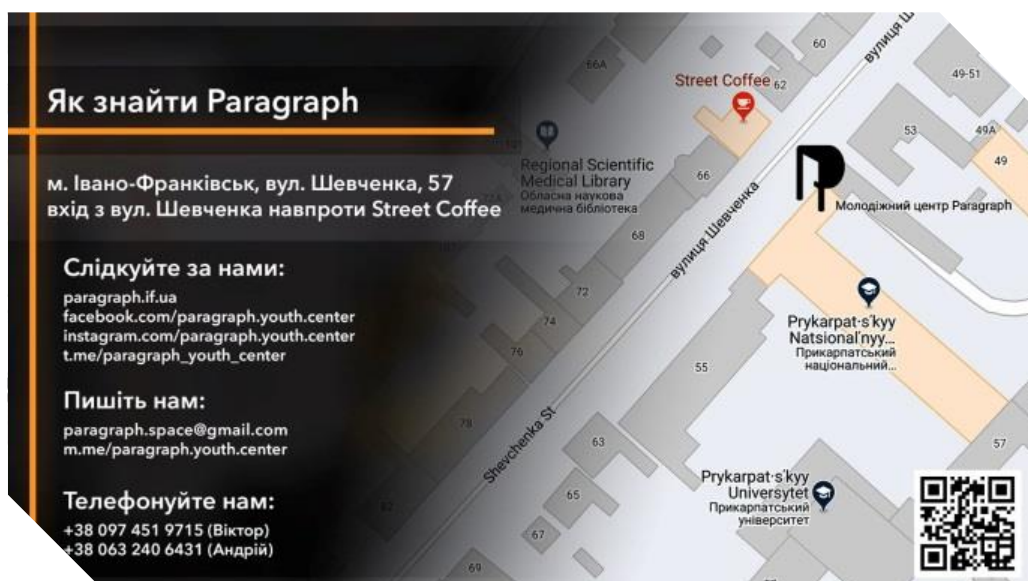 Як знайти Paragraph
м. Івано-Франківськ, вул. Шевченка, 57
вхід з вул. Шевченка навпроти Street Coffee
Слідкуйте за нами:
paragraph.if.ua
facebook.com/paragraph.youth.center
instagram.com/paragraph.youth.center
t.me/paragraph_youth_center
Пишіть нам:
paragraph.space@gmail.com
m.me/paragraph.youth.center
Телефонуйте нам:
+38 097 451 9715 (Віктор)
+38 063 240 6431 (Андрій)
60
66A
Street Coffee
62
вулиця Ш
49-51
53
49A
49
Regional Scientific
Medical Library
Обласна наукова
медична бібліотека
66
Молодіжний центр Paragraph
68
вулиця Шевченка
72
74
76
78
Prykarpat·s'kyy
Natsional'nyy...
Прикарпатський
національний...
55
57
Shevchenka St
63
65
67
69
82
Prykarpat·s'kyy
Universytet
Прикарпатський
університет